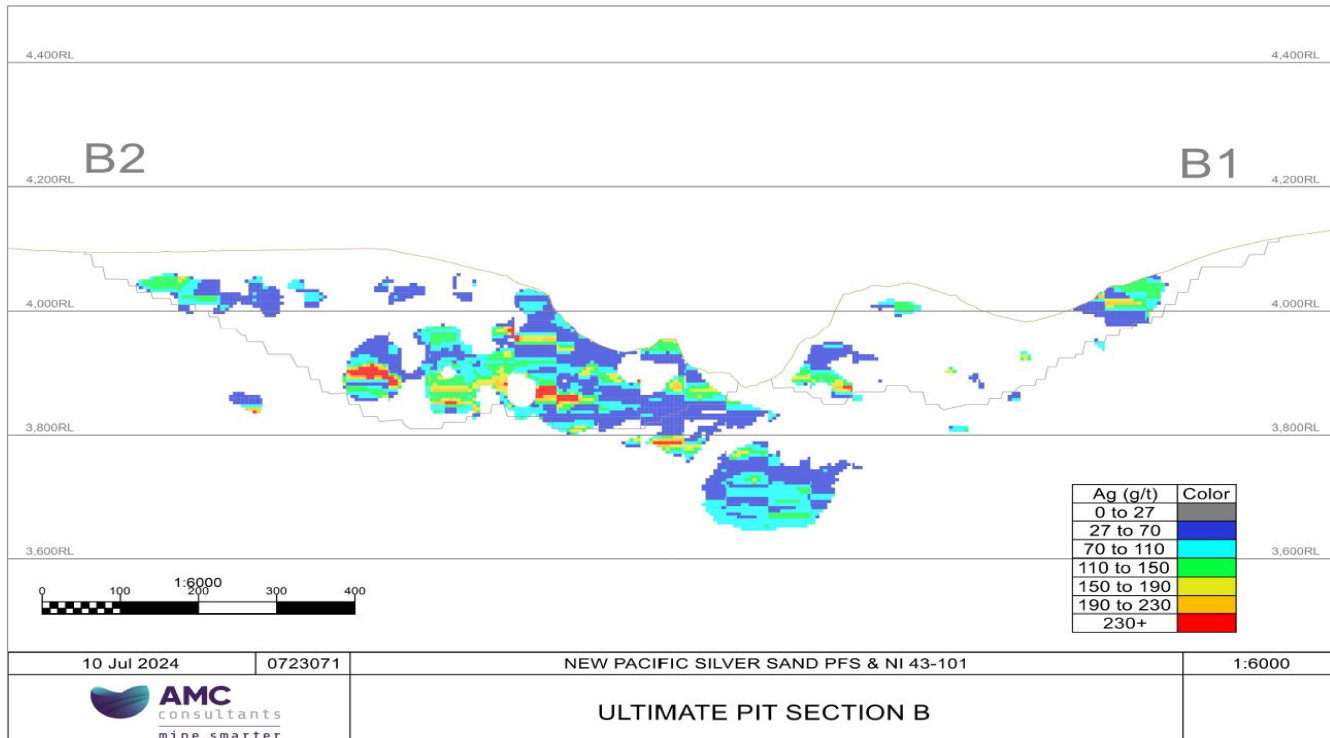 4,400RL 4,400RL
B2 B1
4,200RL 4,200RL
4,000RL 4,000RL
3,800RL 3,800RL
3,600RL 3,600RL
Ag (g/t) Color
0 to 27
27 to 70
70 to 110
110 to 150
150 to 190
190 to 230
230+
1:6000
0 100 200 300 400
10 Jul 2024 0723071 NEW PACIFIC SILVER SAND PFS & NI 43-101 1:6000
AMC
consultants
mine smarter
ULTIMATE PIT SECTION B